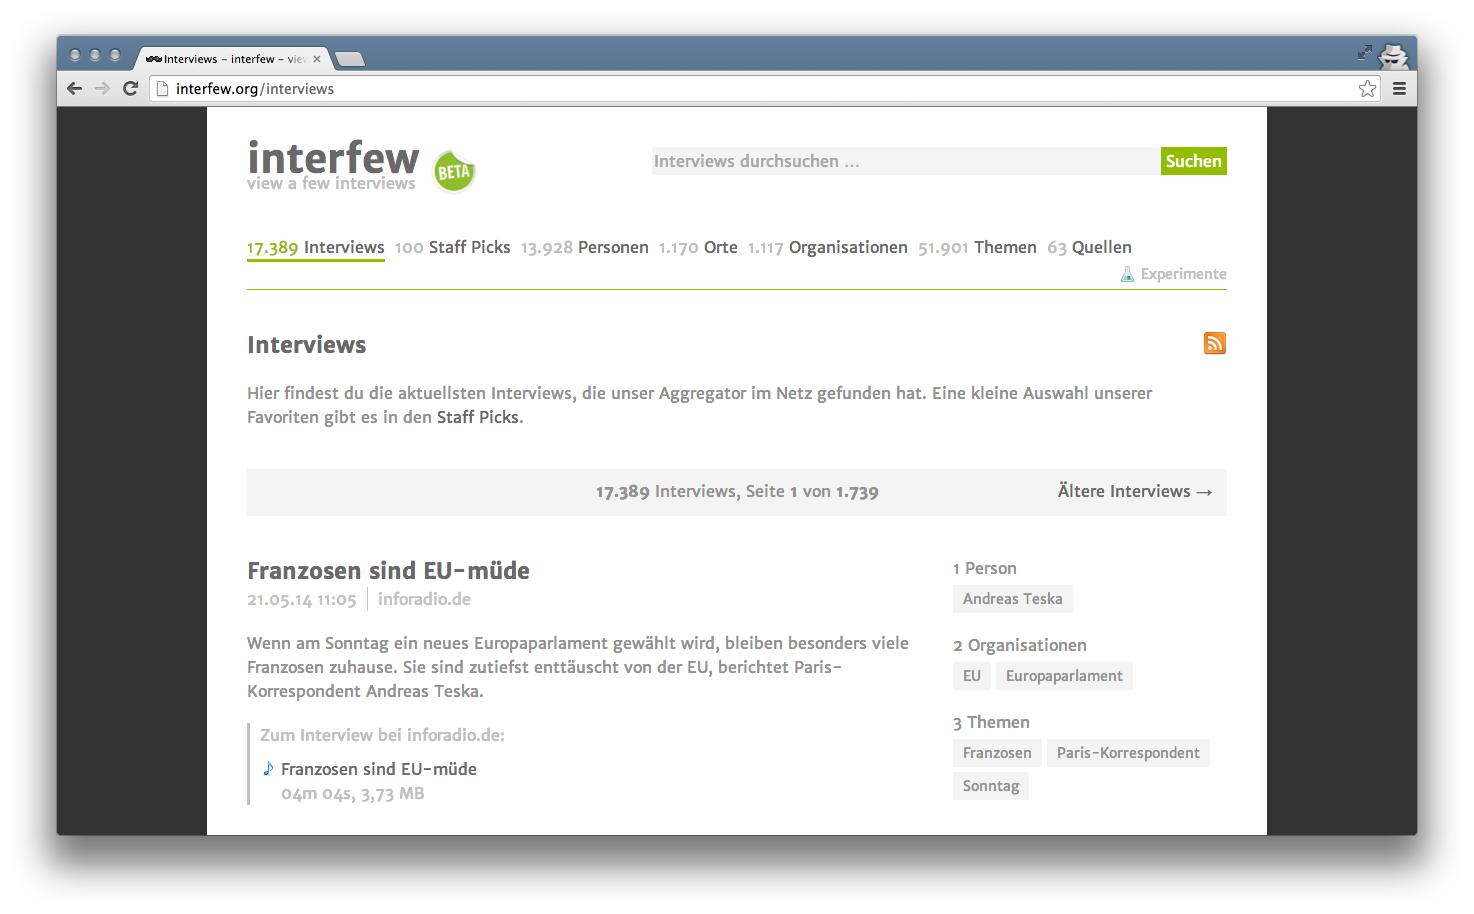 Interviews – interfew – vie
interfew.org/interviews
interfew BETA
view a few interviews
Interviews durchsuchen ... Suchen
17.389 Interviews 100 Staff Picks 13.928 Personen 1.170 Orte 1.117 Organisationen 51.901 Themen 63 Quellen
Experimente
Interviews
Hier findest du die aktuellsten Interviews, die unser Aggregator im Netz gefunden hat. Eine kleine Auswahl unserer
Favoriten gibt es in den Staff Picks.
17.389 Interviews, Seite 1 von 1.739 Ältere Interviews →
Franzosen sind EU-müde
21.05.14 11:05 inforadio.de
Wenn am Sonntag ein neues Europaparlament gewählt wird, bleiben besonders viele
Franzosen zuhause. Sie sind zutiefst enttäuscht von der EU, berichtet Paris-
Korrespondent Andreas Teska.
Zum Interview bei inforadio.de:
Franzosen sind EU-müde
04m 04s, 3,73 MB
1 Person
Andreas Teska
2 Organisationen
EU Europaparlament
3 Themen
Franzosen Paris-Korrespondent
Sonntag